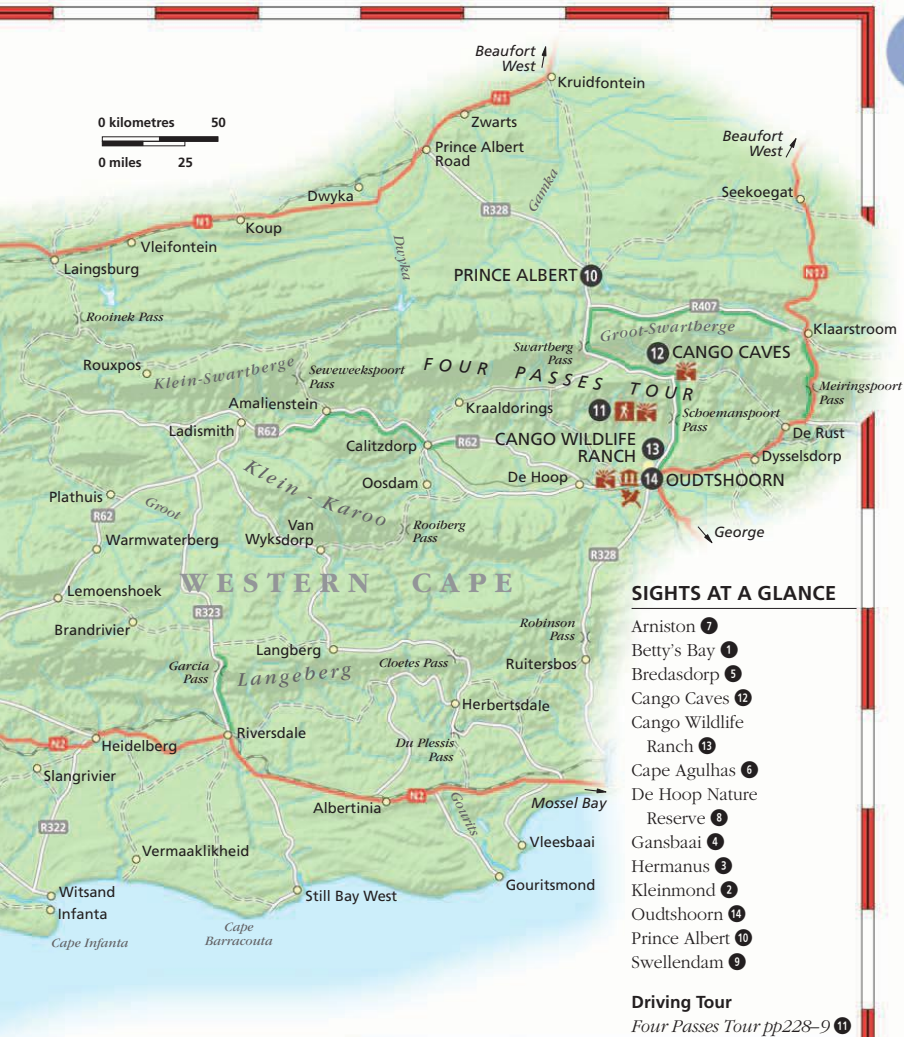 Beaufort
West
Kruidfontein
N1
0 kilometres 50
Zwarts
0 miles 25
Prince Albert
Road
Beaufort
West
Dwyka
Gamka
Seekoegat
R328
N1
Koup
Vleifontein
Dwyka
Laingsburg
PRINCE ALBERT 10
N12
Rooinek Pass
R407
Groot-Swartberge
Klaarstroom
Swartberg
Pass
12 CANGO CAVES
Rouxpos
Klein-Swartberge
Seweweekspoort
Pass
FOUR PASSES TOUR
Meiringspoort
Pass
Amalienstein
Kraaldorings
11
Schoemanspoort
Pass
Ladismith
R62
Calitzdorp
R62
CANGO WILDLIFE
RANCH 13
De Rust
Dysselsdorp
Klein-Karoo
Oosdam
De Hoop
14 OUDTSHOORN
Plathuis
Groot
R62
Van
Wyksdorp
Rooiberg
Pass
George
Warmwaterberg
R328
WESTERN CAPE
Lemoenshoek
R323
Brandrivier
Robinson
Pass
Langberg
Cloetes Pass
Ruitersbos
Garcia
Pass
Langeberg
Herbertsdale
Riversdale
N2
Heidelberg
Du Plessis
Pass
Slangrivier
Albertinia
N2
Gourits
Mossel Bay
R322
Vleesbaai
Vermaaklikheid
Gouritsmond
Witsand
Still Bay West
Infanta
Cape Infanta
Cape
Barracouta
SIGHTS AT A GLANCE
Arniston 7
Betty's Bay 1
Bredasdorp 5
Cango Caves 12
Cango Wildlife
Ranch 13
Cape Agulhas 6
De Hoop Nature
Reserve 8
Gansbaai 4
Hermanus 3
Kleinmond 2
Oudtshoorn 14
Prince Albert 10
Swellendam 9
Driving Tour
Four Passes Tour pp228–9 11